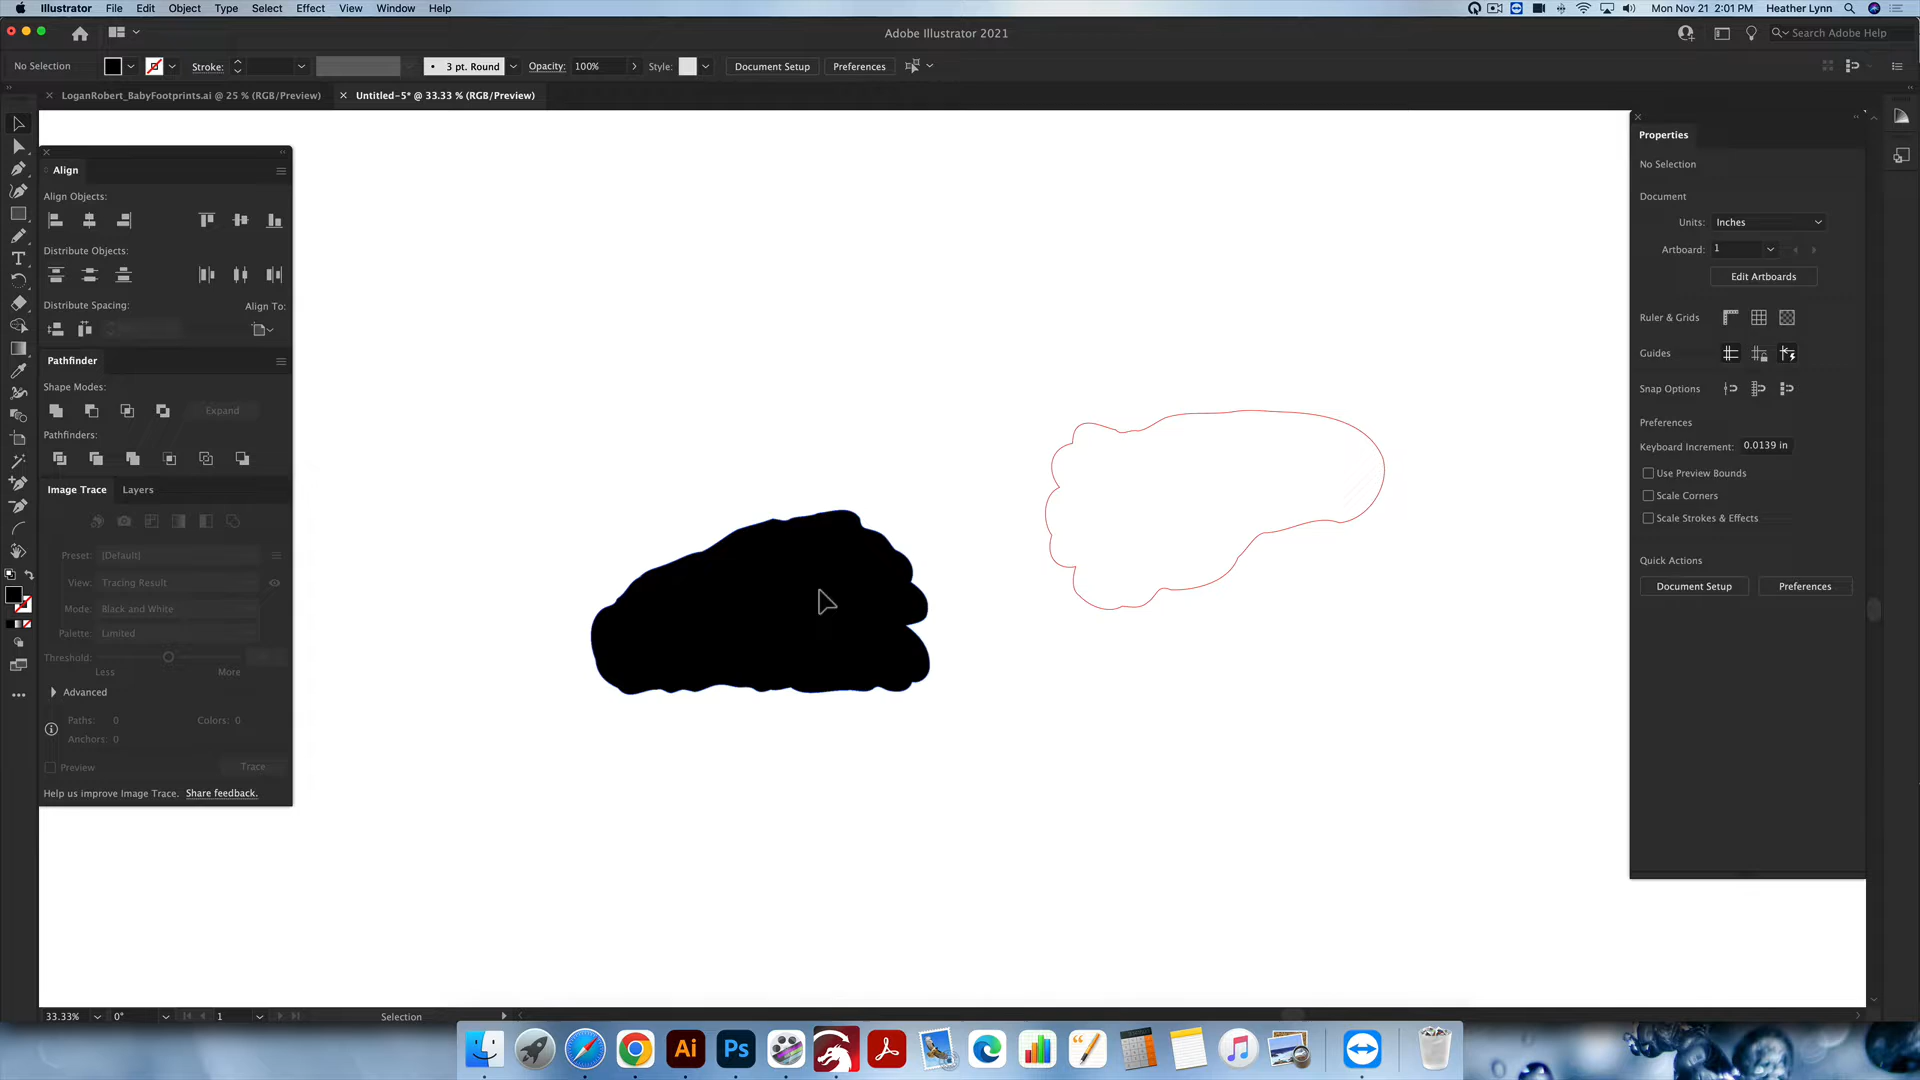 Illustrator File Edit Object Type Select Effect View Window Help
Mon Nov 21 2:01 PM Heather Lynn
Adobe Illustrator 2021
Search Adobe Help
No Selection
Stroke:
3 pt. Round
Opacity: 100%
Style:
Document Setup
Preferences
LoganRobert_BabyFootprints.ai @ 25 % (RGB/Preview)
Untitled-5* @ 33.33 % (RGB/Preview)
Align
Align Objects:
Distribute Objects:
Distribute Spacing:
Align To:
Pathfinder
Shape Modes:
Expand
Pathfinders:
Image Trace
Layers
Preset: [Default]
View: Tracing Result
Mode: Black and White
Palette: Limited
Threshold:
Less More
Advanced
Paths: 0 Colors: 0
Anchors: 0
Preview
Trace
Help us improve Image Trace. Share feedback.
Properties
No Selection
Document
Units: Inches
Artboard: 1
Edit Artboards
Ruler & Grids
Guides
Snap Options
Preferences
Keyboard Increment: 0.0139 in
Use Preview Bounds
Scale Corners
Scale Strokes & Effects
Quick Actions
Document Setup
Preferences
33.33% 0° 1 Selection
Ai
Ps